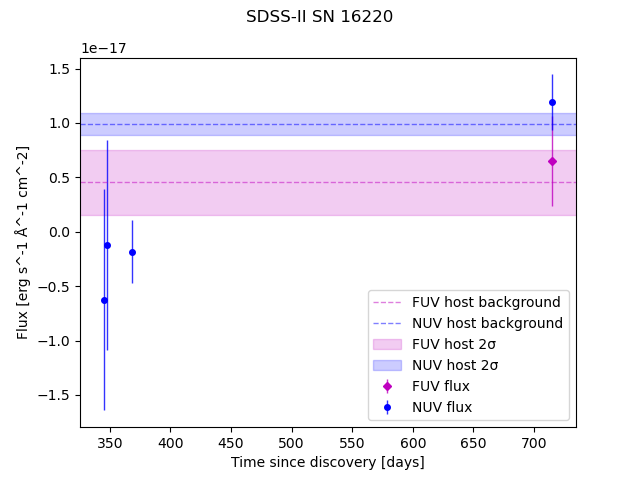 SDSS-II SN 16220
1e−17
1.5
1.0
0.5
0.0
−0.5
−1.0
−1.5
Flux [erg s^-1 Å^-1 cm^-2]
FUV host background
NUV host background
FUV host 2σ
NUV host 2σ
FUV flux
NUV flux
350 400 450 500 550 600 650 700
Time since discovery [days]